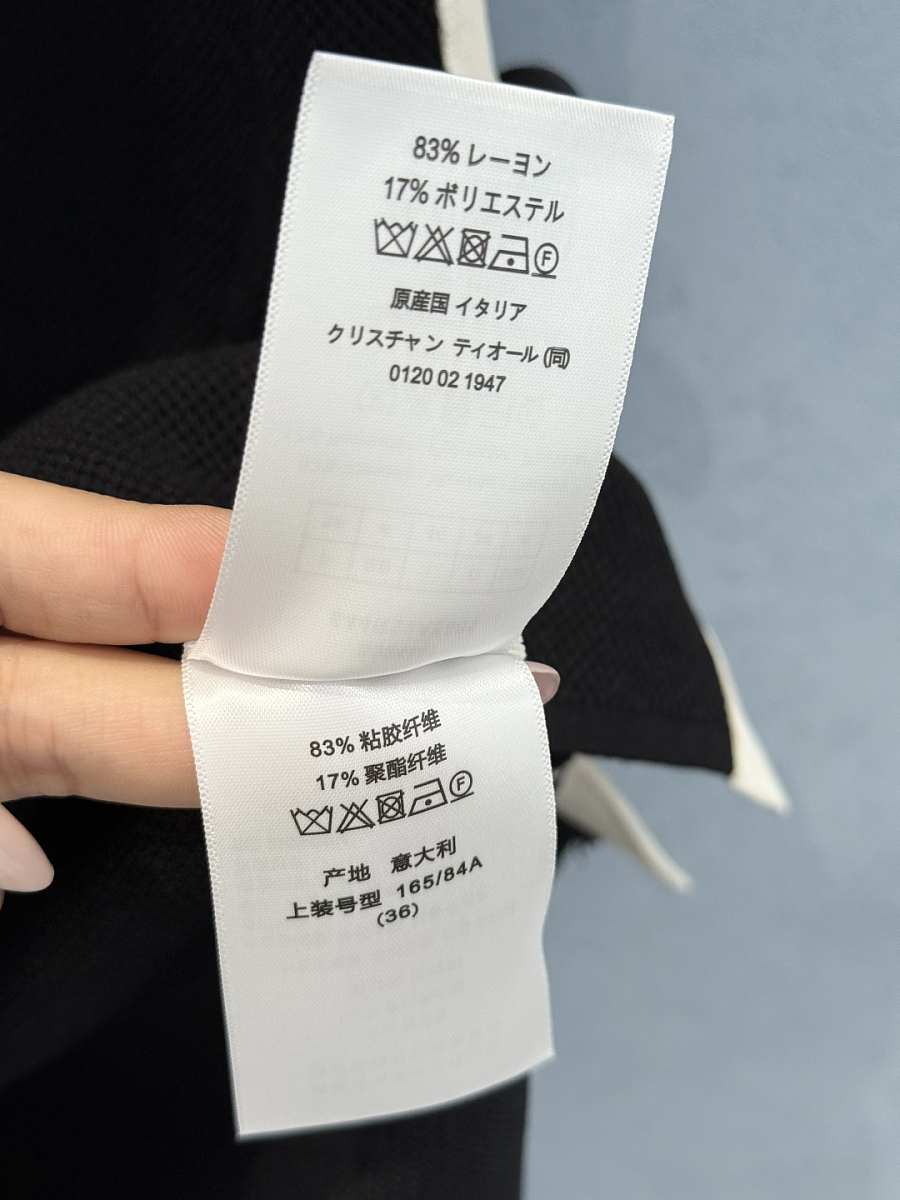 83% レーヨン
17% ポリエステル
F
原産国 イタリア
クリスチャン ディオール (同)
0120 02 1947
83% 粘胶纤维
17% 聚酯纤维
F
产地 意大利
上装号型 165/84A
(36)